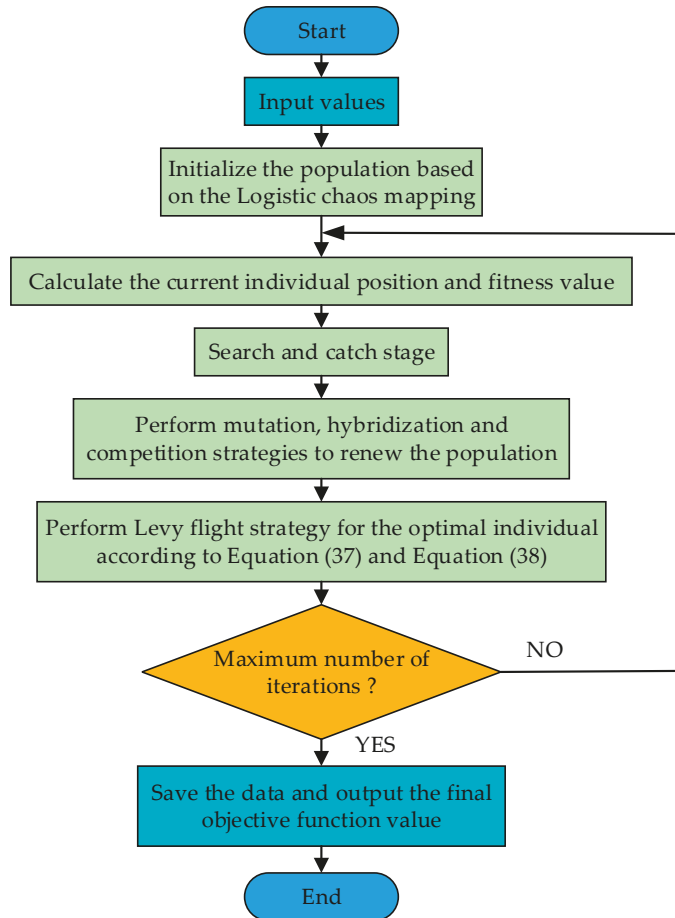 Start
Input values
Initialize the population based
on the Logistic chaos mapping
Calculate the current individual position and fitness value
Search and catch stage
Perform mutation, hybridization and
competition strategies to renew the population
Perform Levy flight strategy for the optimal individual
according to Equation (37) and Equation (38)
Maximum number of
iterations ?
NO
YES
Save the data and output the final
objective function value
End